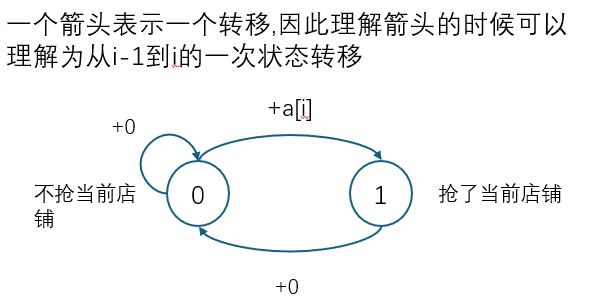 一个箭头表示一个转移,因此理解箭头的时候可以
理解为从i-1到i的一次状态转移
+a[i]
+0
不抢当前店
铺
0
1
抢了当前店铺
+0